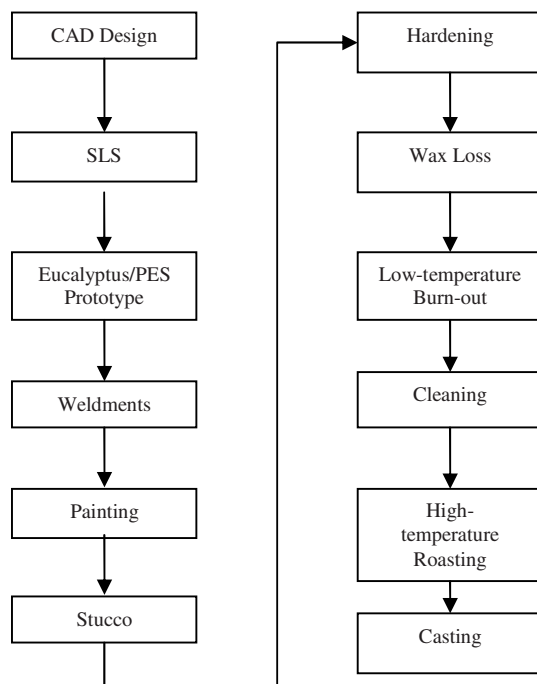 CAD Design
SLS
Eucalyptus/PES
Prototype
Weldments
Painting
Stucco
Hardening
Wax Loss
Low-temperature
Burn-out
Cleaning
High-
temperature
Roasting
Casting